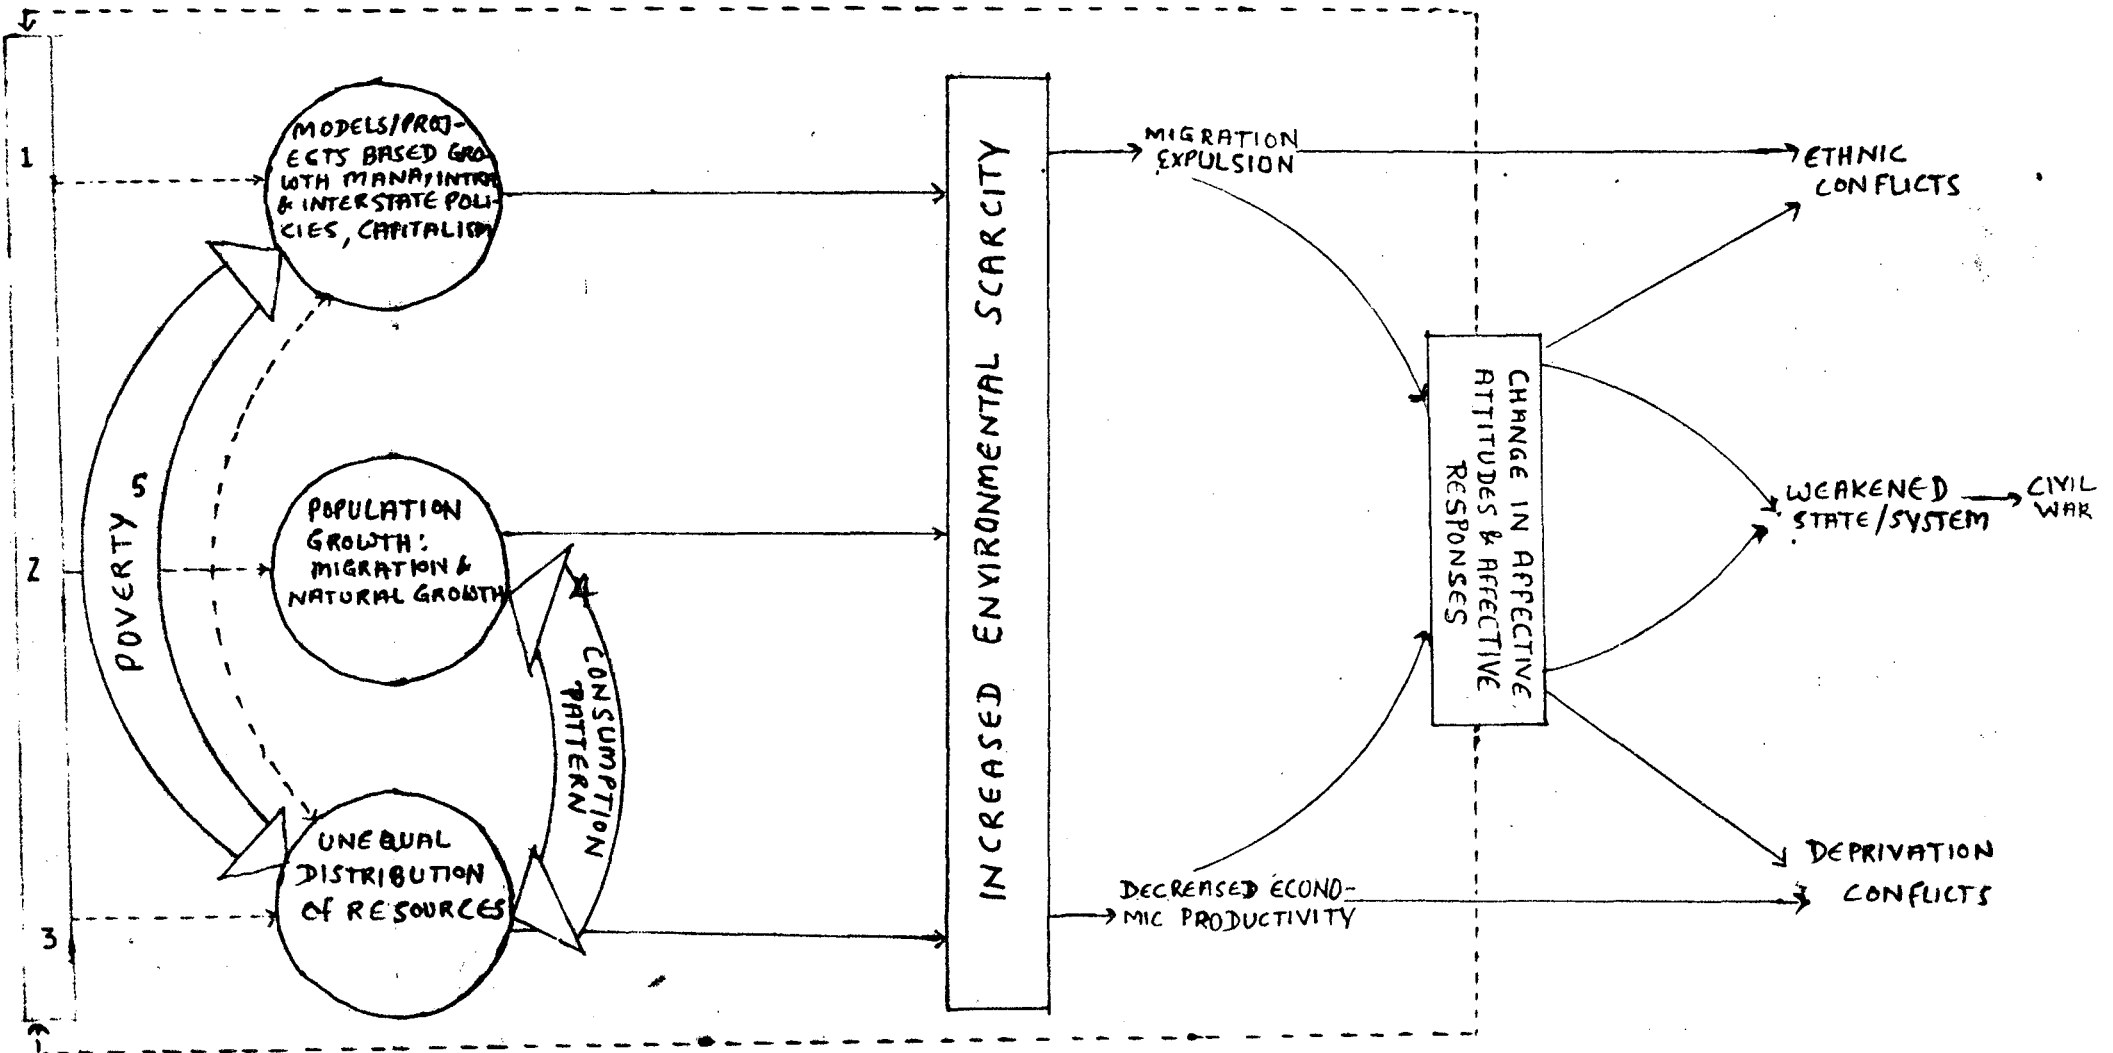 1
MODELS/PROJ-
ECTS BASED GRO-
WTH MANA, INTRA
& INTERSTATE POLI-
CIES, CAPITALISM
2
POVERTY 5
POPULATION
GROWTH:
MIGRATION &
NATURAL GROWTH
4
CONSUMPTION
PATTERN
3
UNEQUAL
DISTRIBUTION
Of RESOURCES
INCREASED ENVIRONMENTAL SCARCITY
MIGRATION
EXPULSION
DECREASED ECONO-
MIC PRODUCTIVITY
CHANGE IN AFFECTIVE
ATTITUDES & AFFECTIVE
RESPONSES
ETHNIC
CONFLICTS
WEAKENED
STATE/SYSTEM
CIVIL
WAR
DEPRIVATION
CONFLICTS